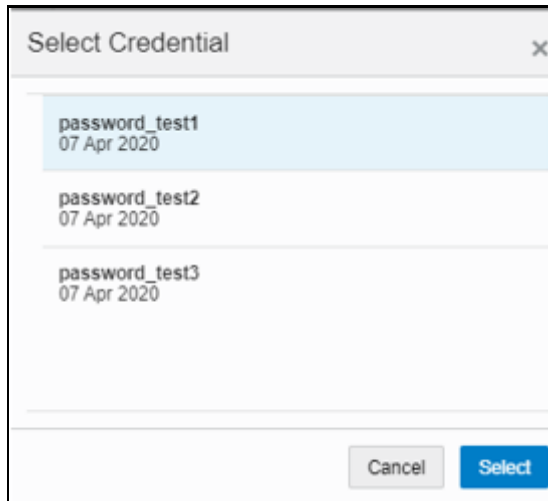 Select Credential
password_test1
07 Apr 2020
password_test2
07 Apr 2020
password_test3
07 Apr 2020
Cancel Select